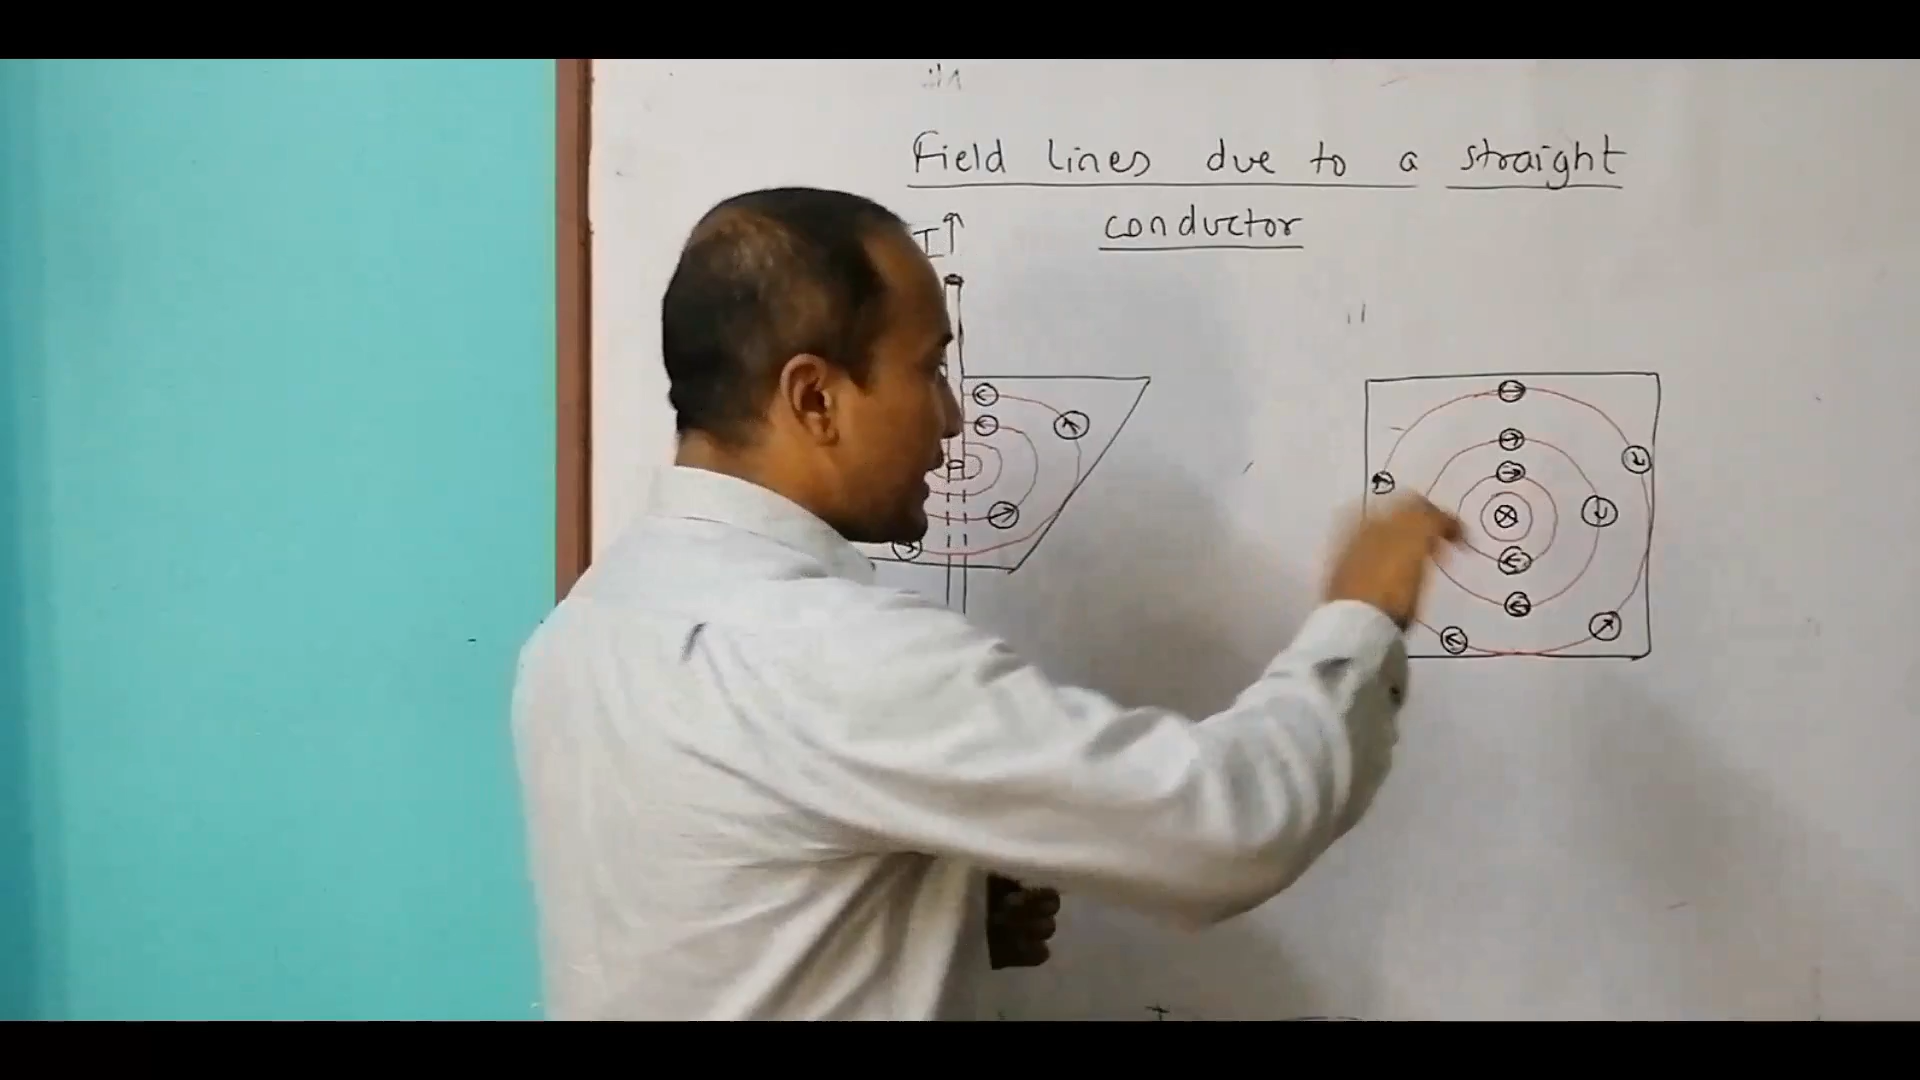 Field lines due to a straight
conductor
I